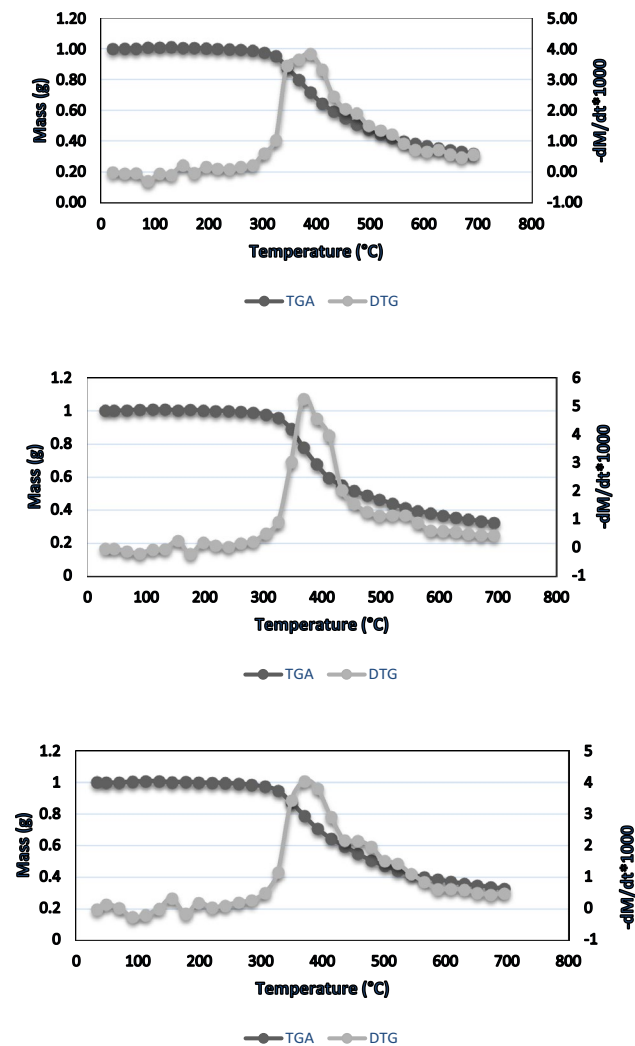 1.20 5.00
1.00 4.00
0.80 3.00
0.60 2.00
0.40 1.00
0.20 0.00
0.00 -1.00
Mass (g)
-dM/dt*1000
0 100 200 300 400 500 600 700 800
Temperature (°C)
TGA DTG
1.2 6
1 5
0.8 4
0.6 3
0.4 2
0.2 1
0 0
-1
Mass (g)
-dM/dt*1000
0 100 200 300 400 500 600 700 800
Temperature (°C)
TGA DTG
1.2 5
1 4
0.8 3
0.6 2
0.4 1
0.2 0
0 -1
Mass (g)
-dM/dt*1000
0 100 200 300 400 500 600 700 800
Temperature (°C)
TGA DTG